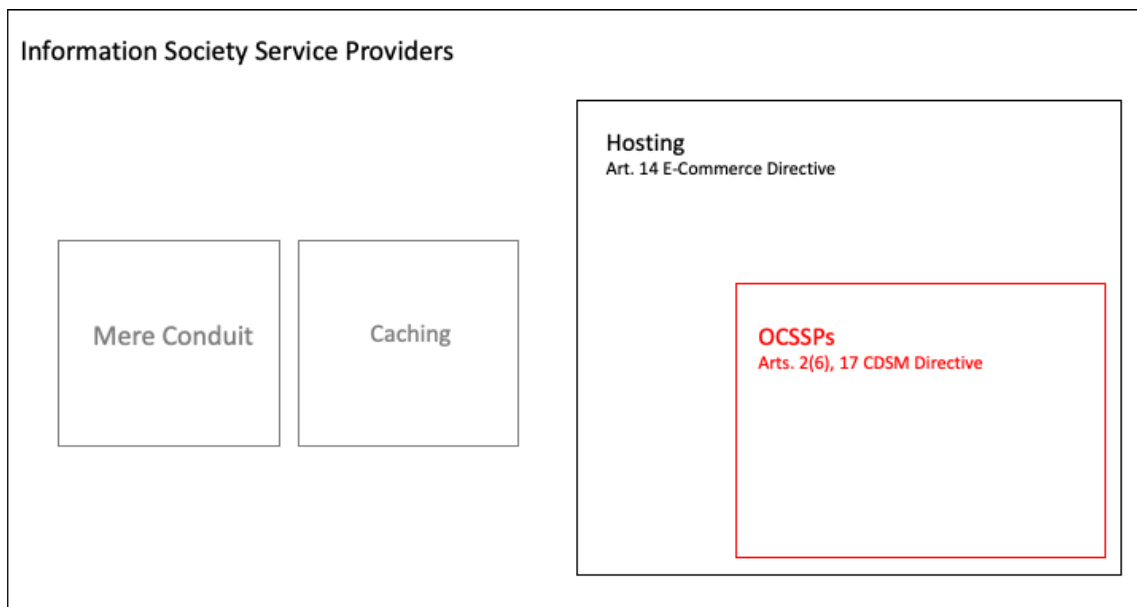 Information Society Service Providers
Hosting
Art. 14 E-Commerce Directive
Mere Conduit
Caching
OCSSPs
Arts. 2(6), 17 CDSM Directive